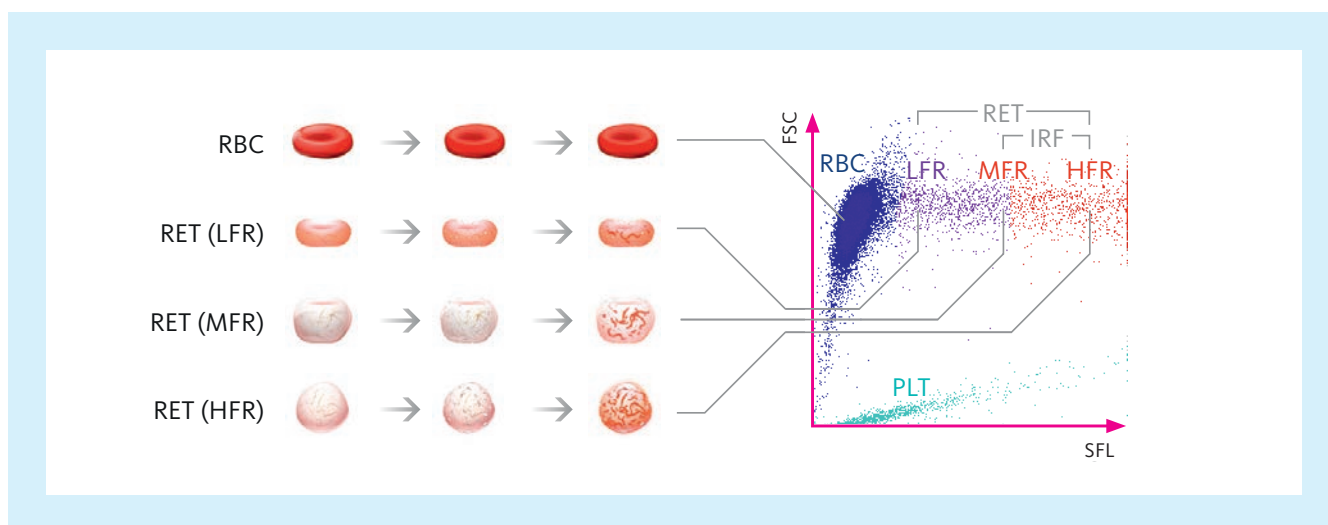 RBC
RET (LFR)
RET (MFR)
RET (HFR)
FSC
RET
IRF
RBC
LFR
MFR
HFR
PLT
SFL